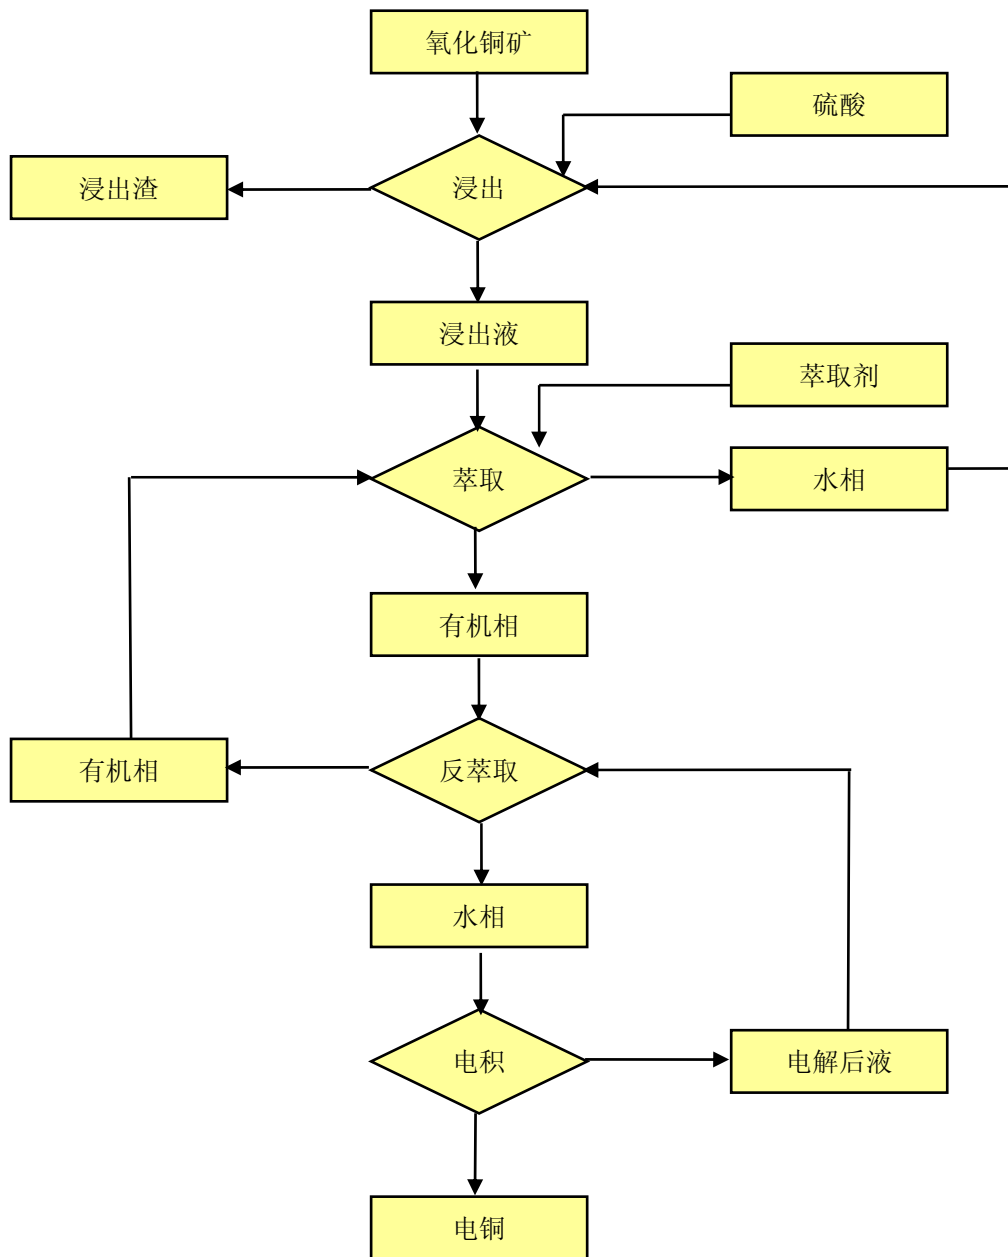 氧化铜矿
硫酸
浸出渣
浸出
浸出液
萃取剂
萃取
水相
有机相
有机相
反萃取
水相
电积
电解后液
电铜